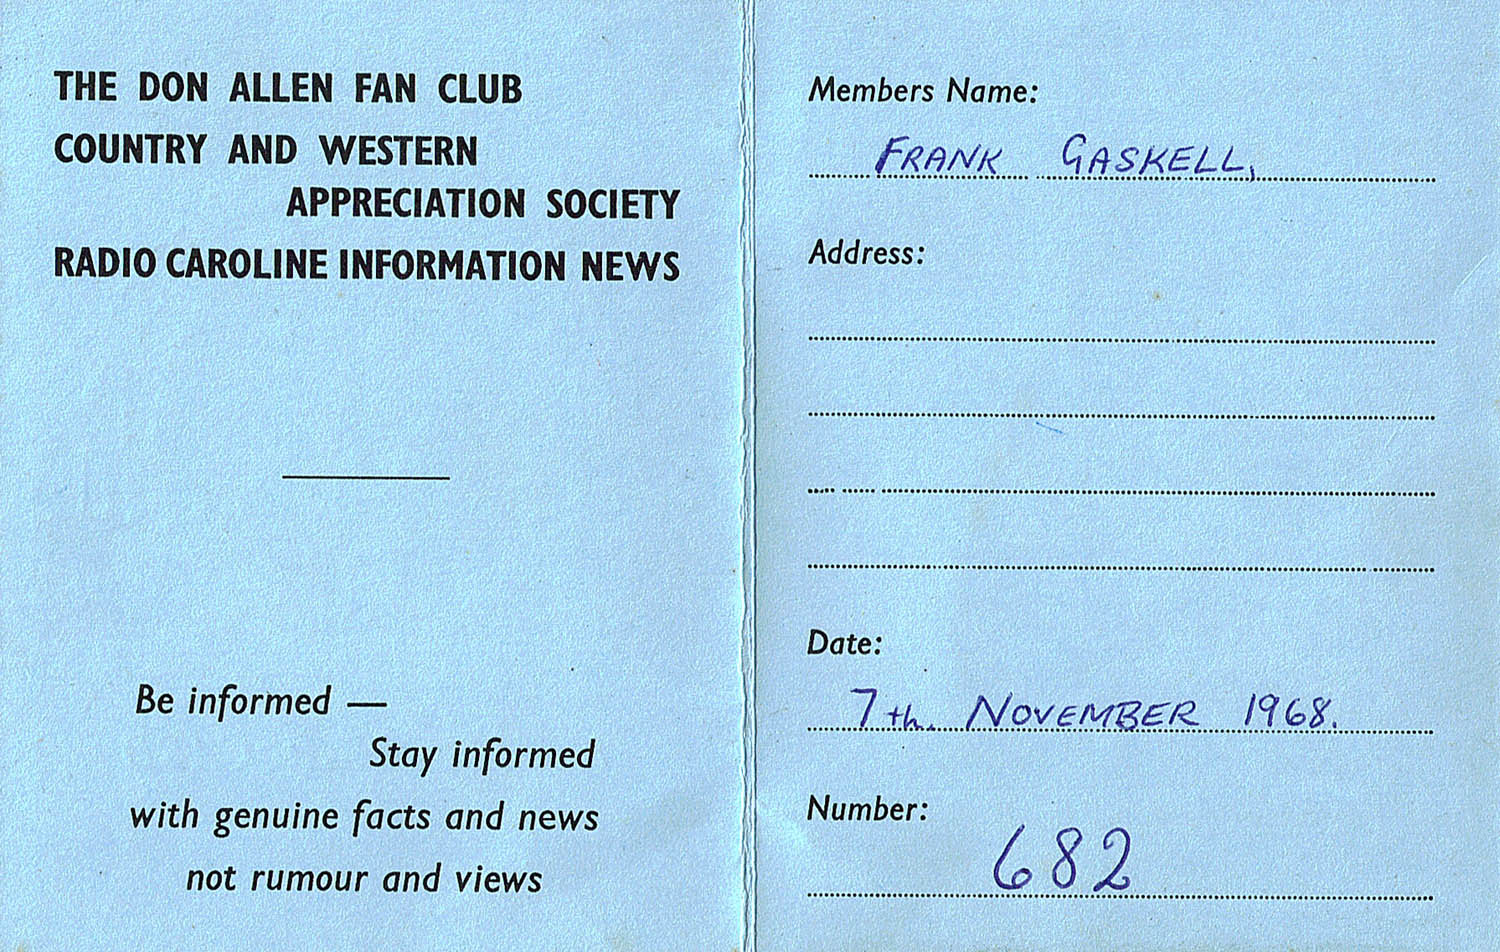 THE DON ALLEN FAN CLUB
COUNTRY AND WESTERN
APPRECIATION SOCIETY
RADIO CAROLINE INFORMATION NEWS
Be informed —
Stay informed
with genuine facts and news
not rumour and views
Members Name:
FRANK GASKELL,
Address:
Date:
7th. NOVEMBER 1968.
Number:
682